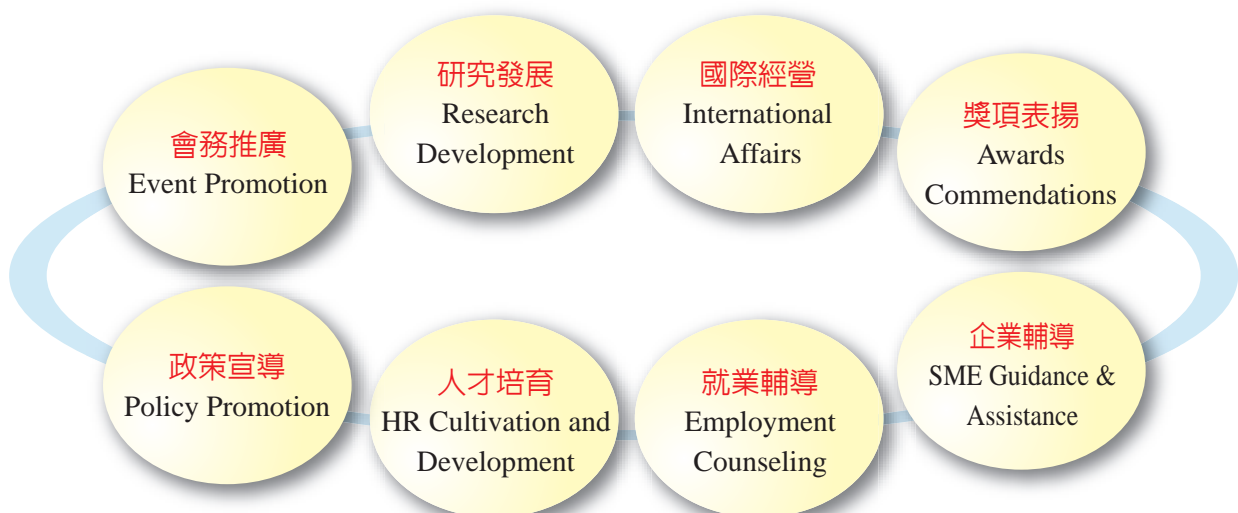 會務推廣
Event Promotion
研究發展
Research
Development
國際經營
International
Affairs
獎項表揚
Awards
Commendations
政策宣導
Policy Promotion
人才培育
HR Cultivation and
Development
就業輔導
Employment
Counseling
企業輔導
SME Guidance &
Assistance